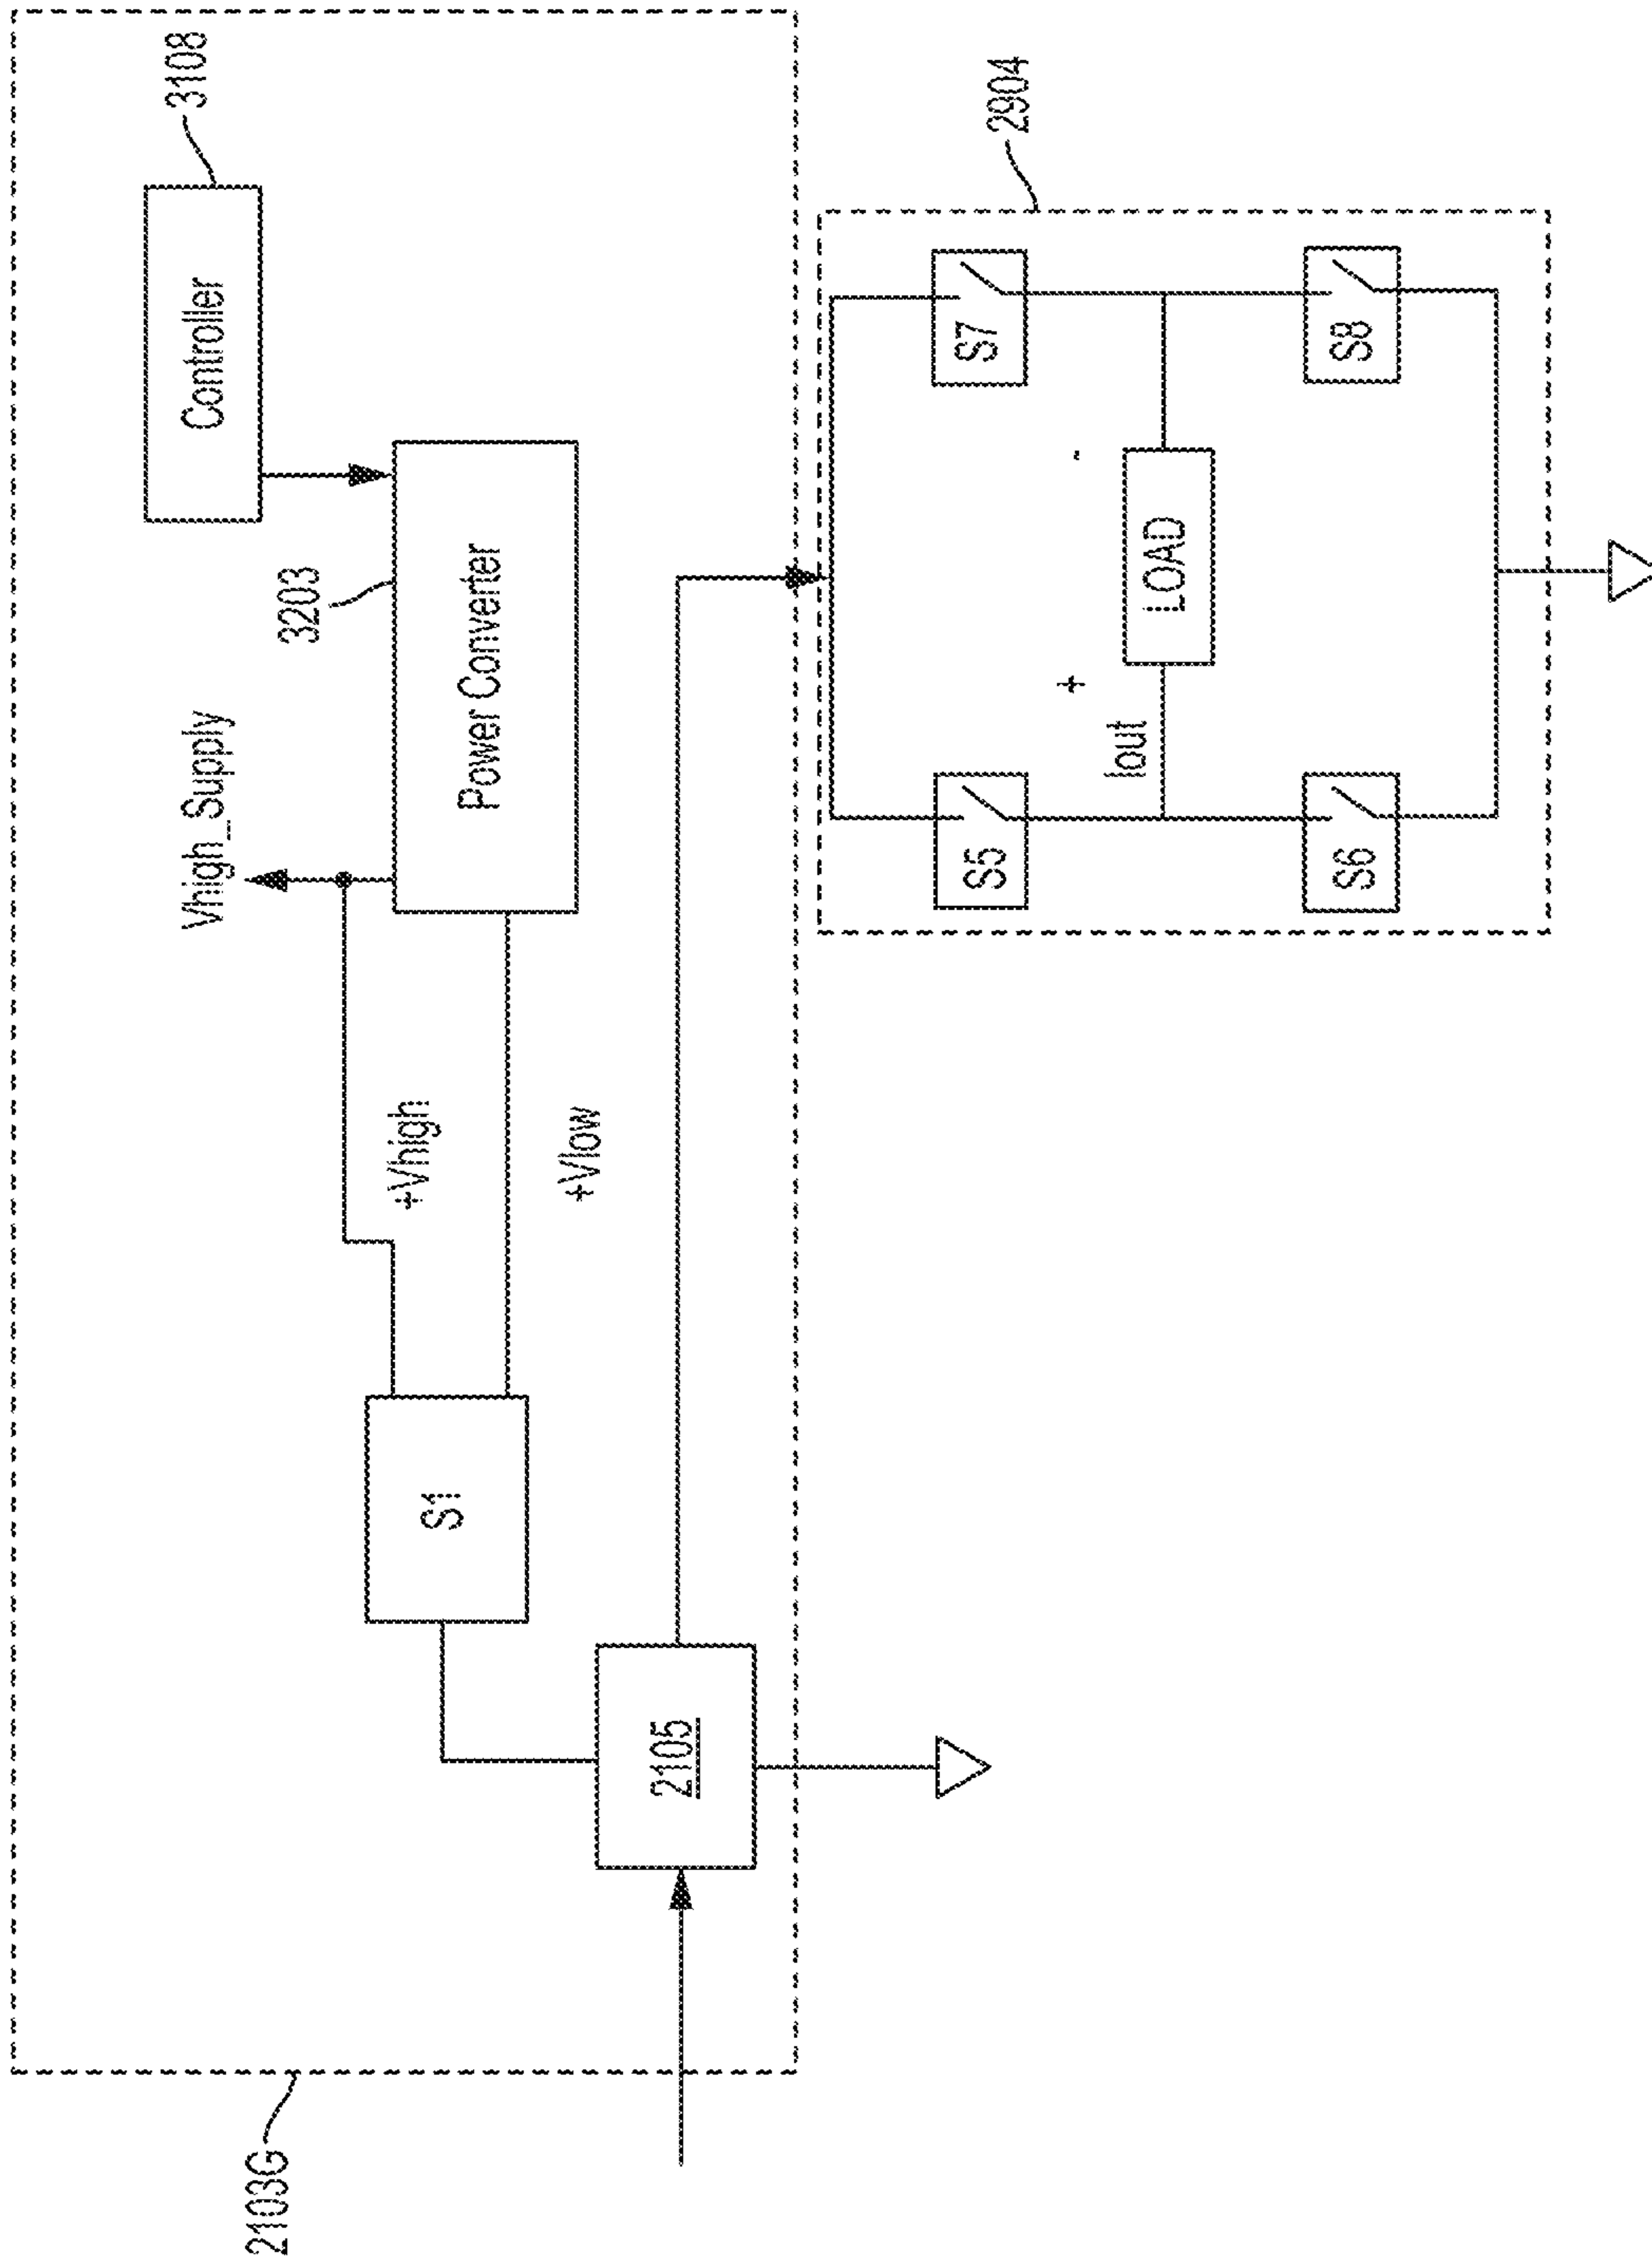 2103G
3108
Controller
3203
Power Converter
Vhigh_Supply
+Vhigh
+Vlow
S1
2105
2904
S5
S7
Iout
+
LOAD
-
S6
S8